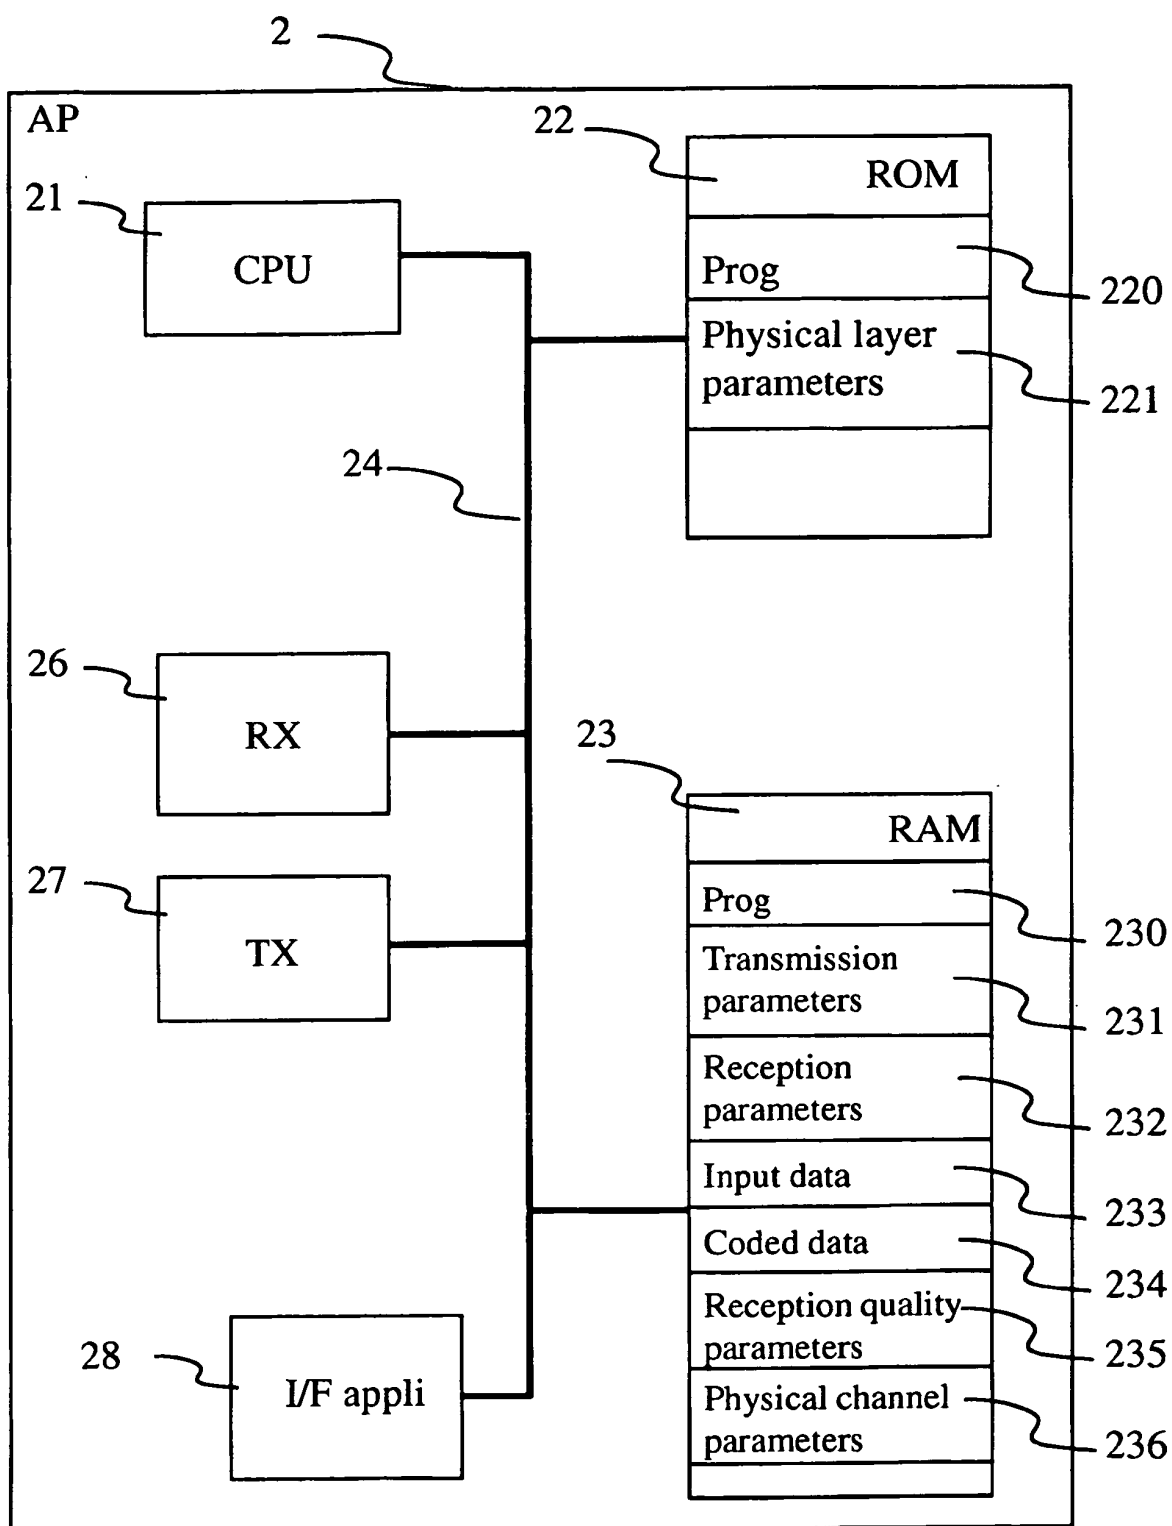 2
AP
22
ROM
21
CPU
Prog
220
Physical layer
parameters
221
24
26
RX
23
RAM
27
TX
Prog
230
Transmission
parameters
231
Reception
parameters
232
Input data
233
Coded data
234
Reception quality
parameters
235
28
I/F appli
Physical channel
parameters
236